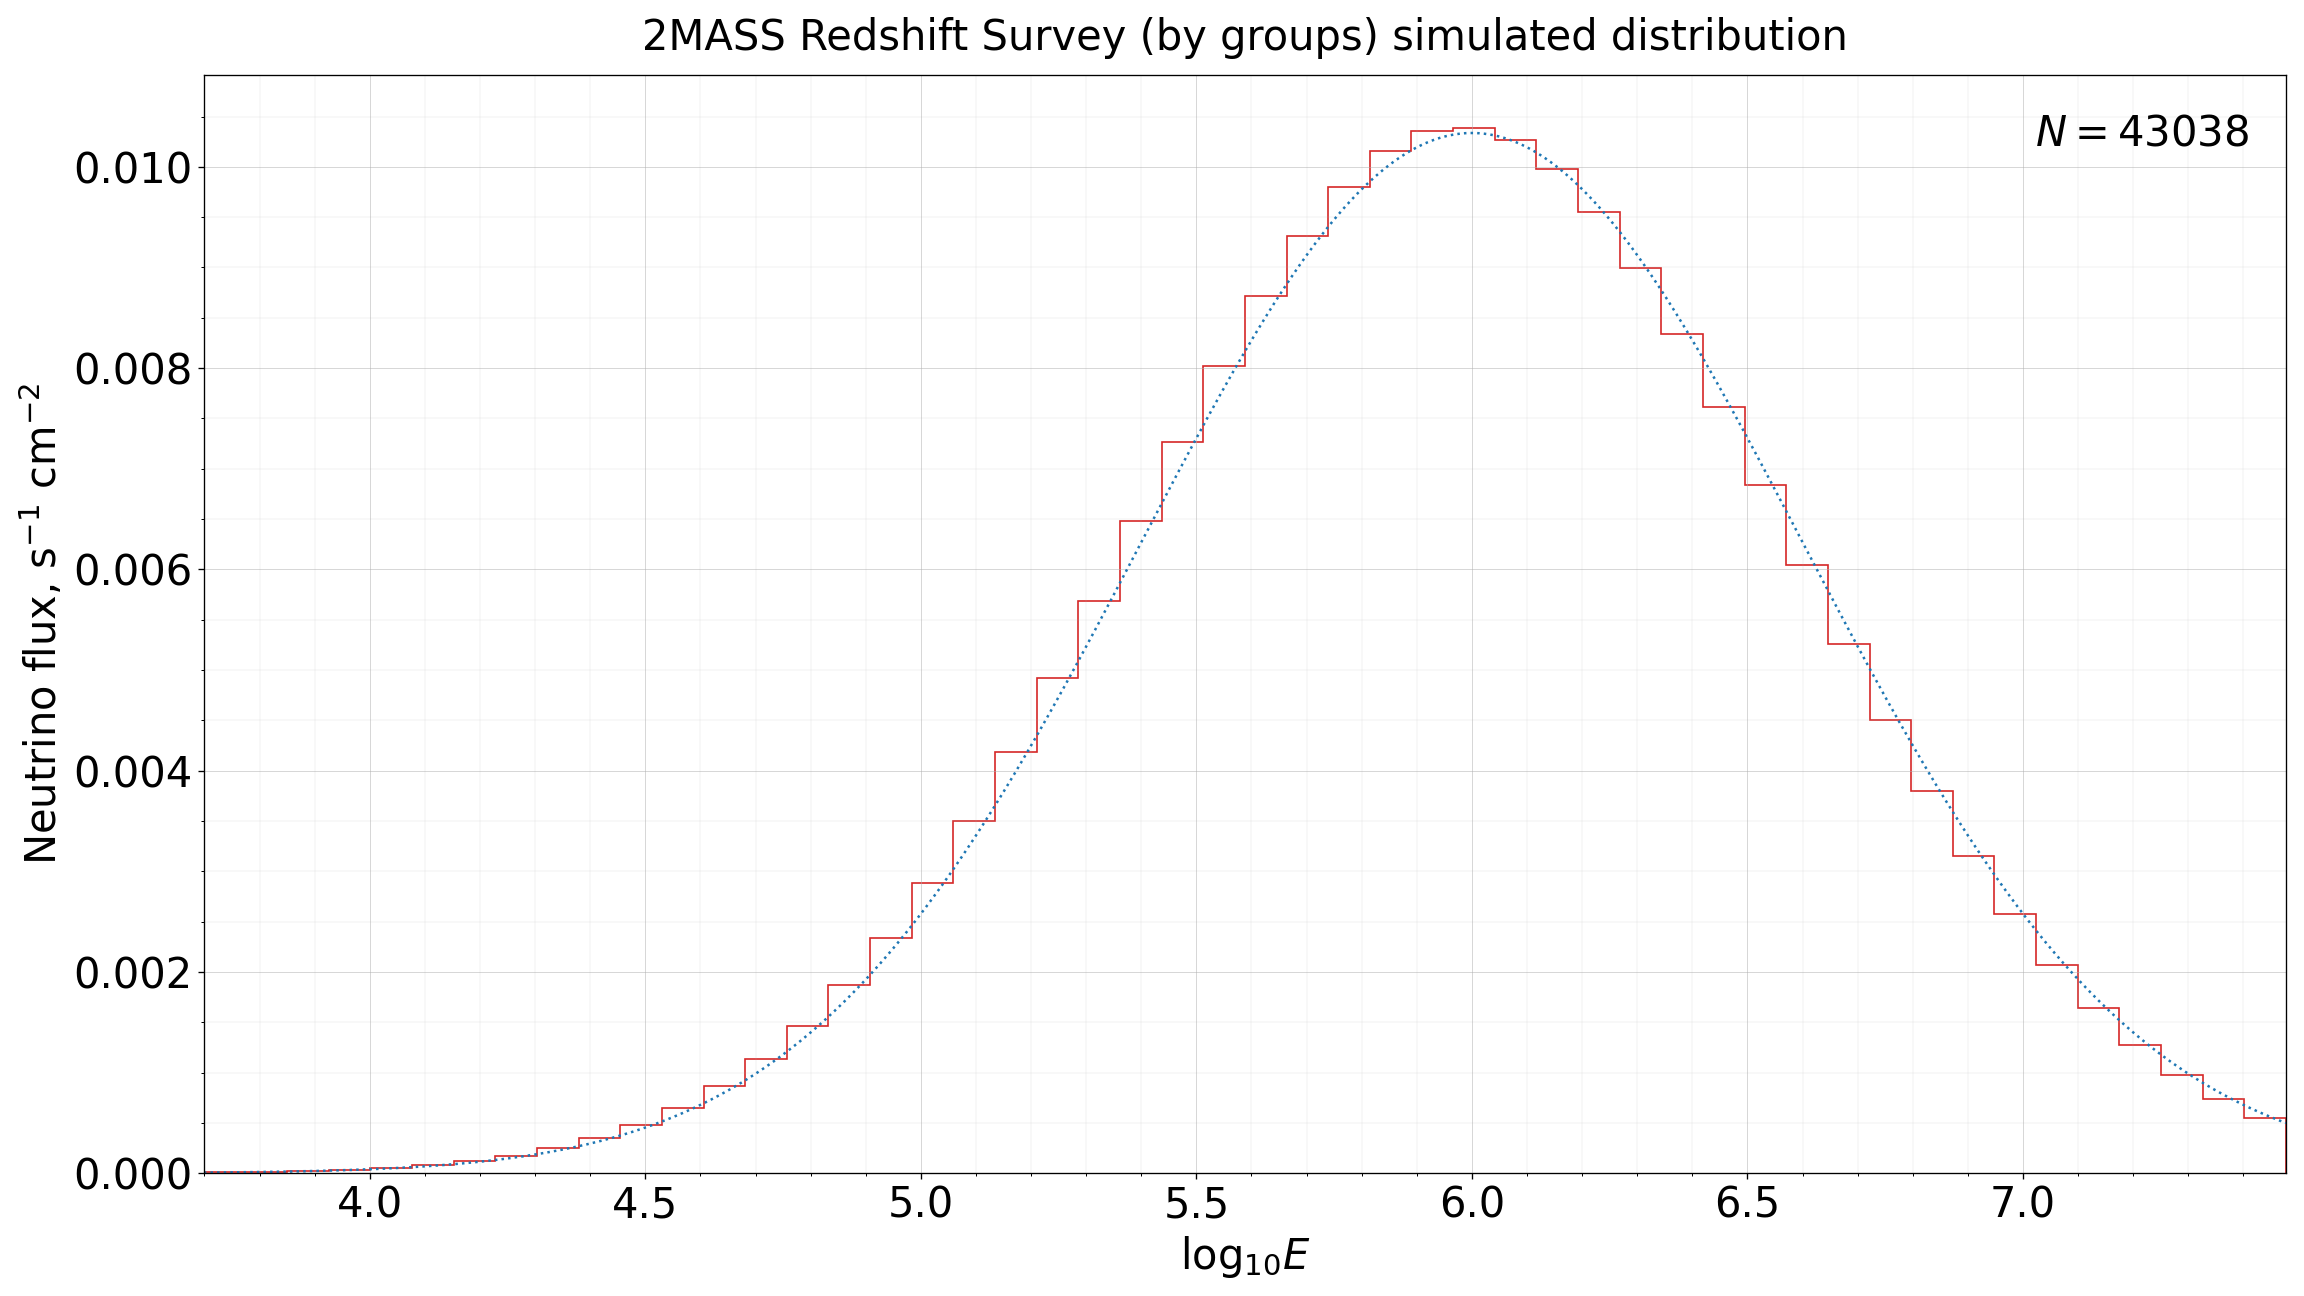 2MASS Redshift Survey (by groups) simulated distribution
N = 43038
Neutrino flux, s⁻¹ cm⁻²
0.010
0.008
0.006
0.004
0.002
0.000
4.0 4.5 5.0 5.5 6.0 6.5 7.0
log₁₀E